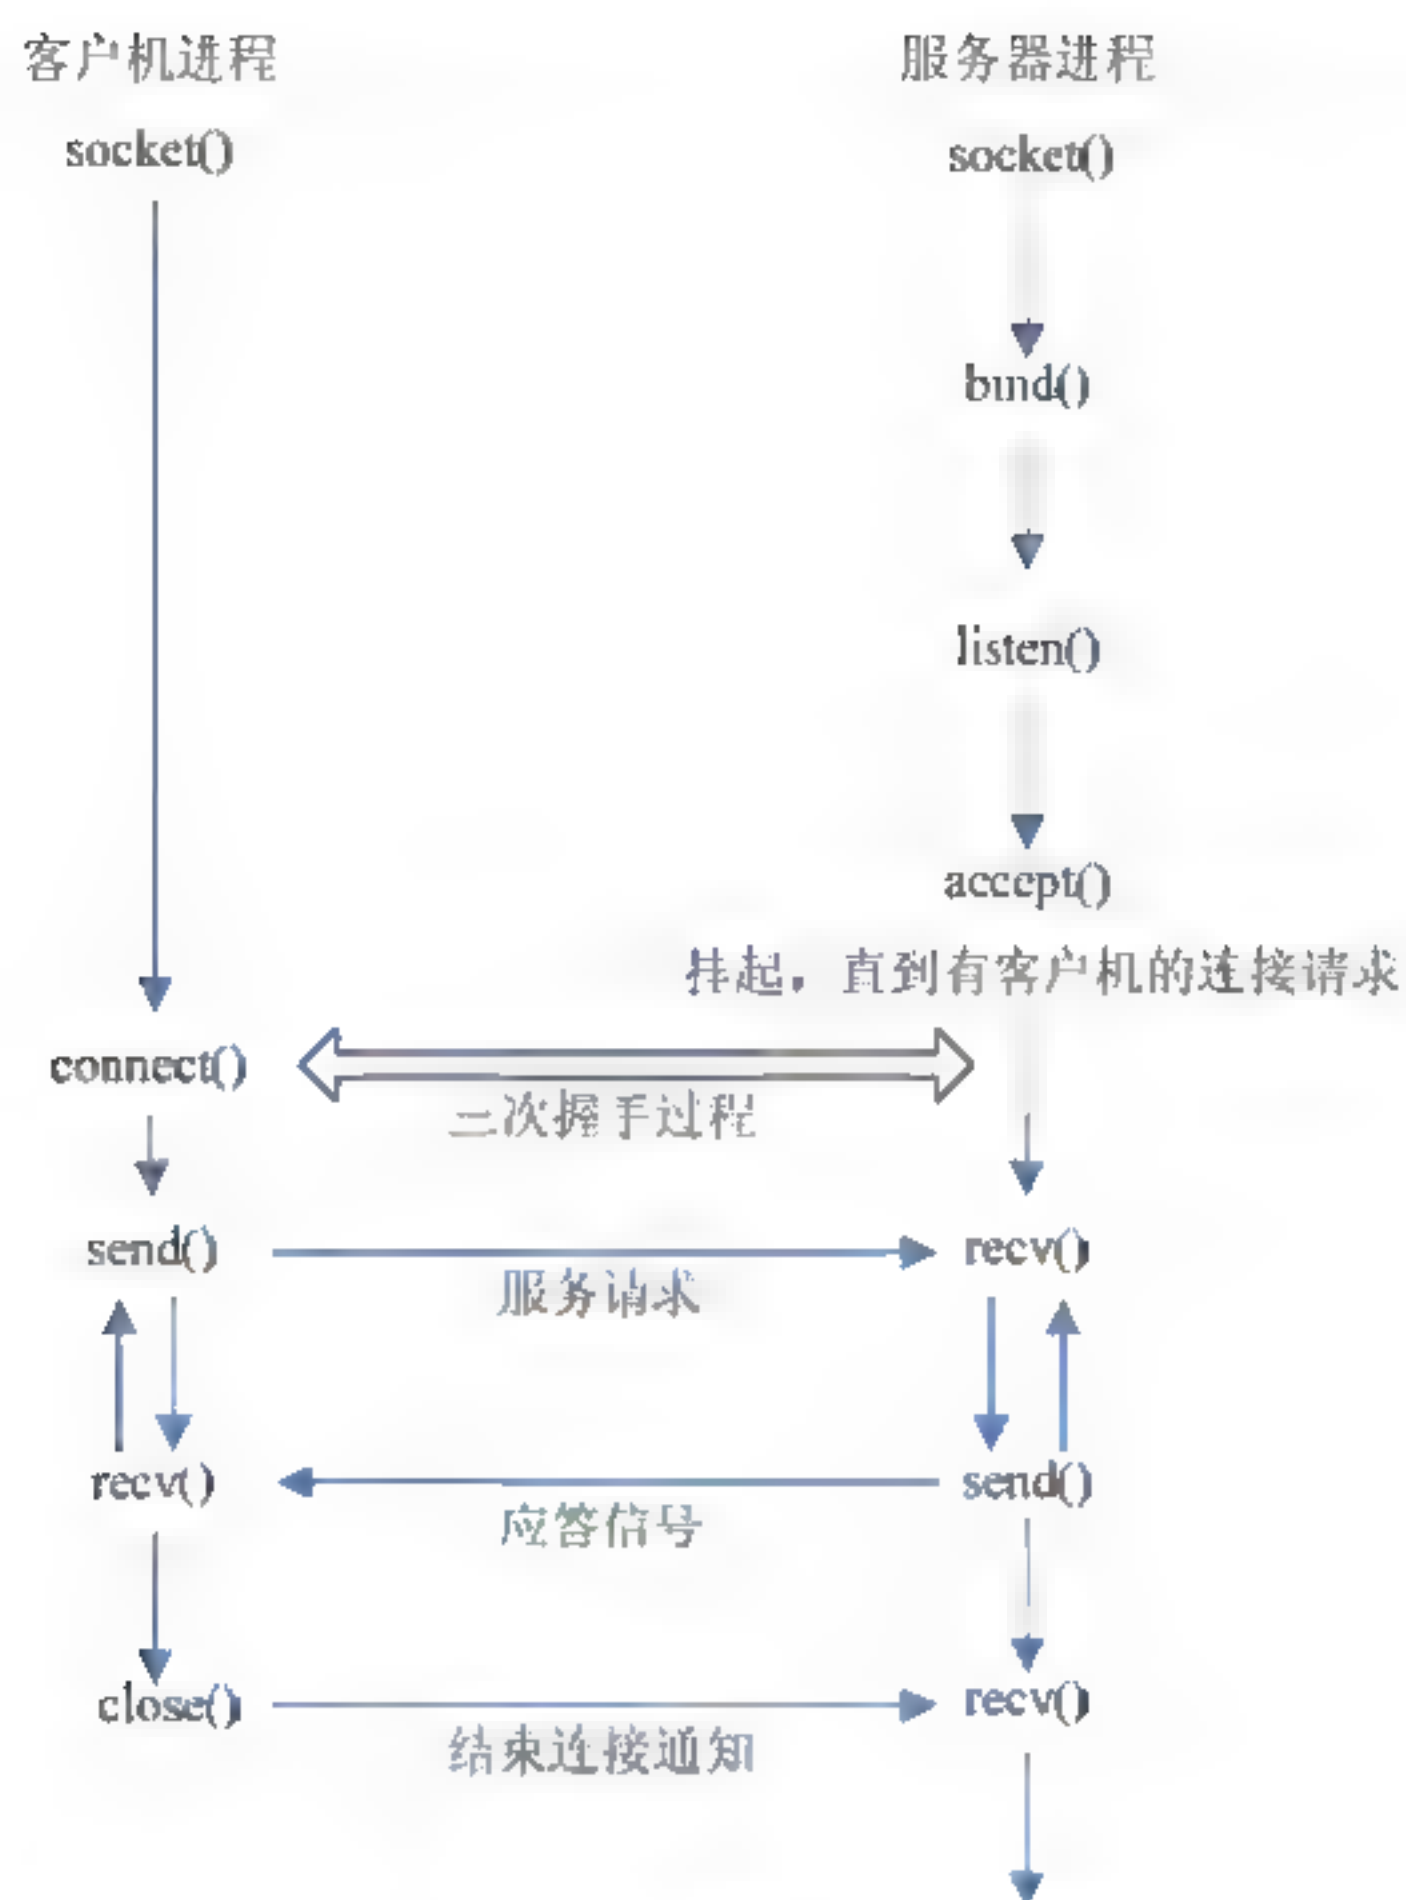 客户机进程
服务器进程
socket()
socket()
bind()
listen()
accept()
挂起，直到有客户机的连接请求
connect()
三次握手过程
send()
recv()
服务请求
recv()
send()
应答信号
close()
recv()
结束连接通知